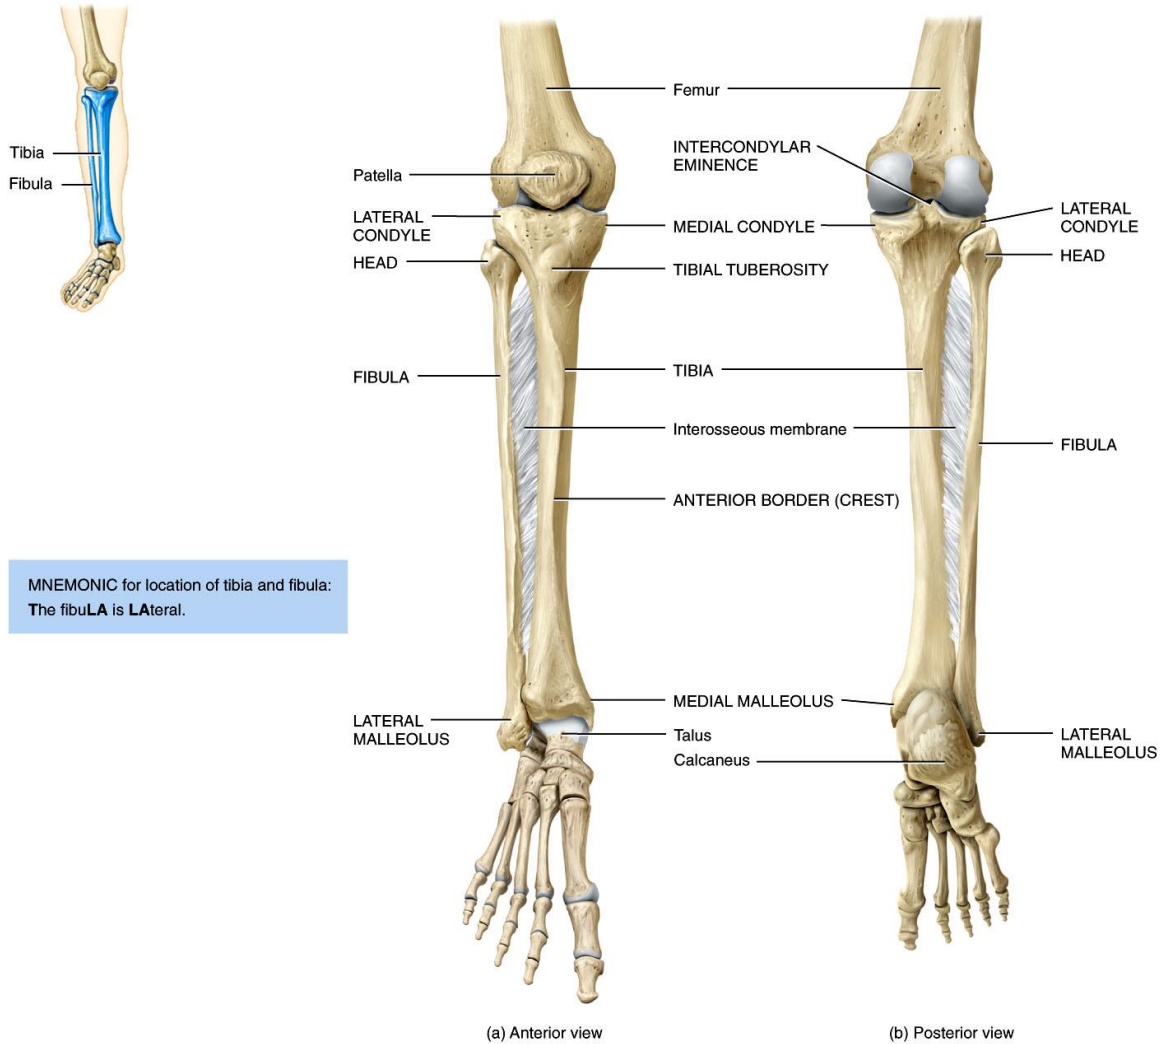 Tibia
Fibula
MNEMONIC for location of tibia and fibula:
The fibuLA is LAteral.
Patella
LATERAL
CONDYLE
HEAD
FIBULA
LATERAL
MALLEOLUS
Femur
INTERCONDYLAR
EMINENCE
MEDIAL CONDYLE
TIBIAL TUBEROSITY
TIBIA
Interosseous membrane
ANTERIOR BORDER (CREST)
MEDIAL MALLEOLUS
Talus
Calcaneus
LATERAL
CONDYLE
HEAD
FIBULA
LATERAL
MALLEOLUS
(a) Anterior view
(b) Posterior view